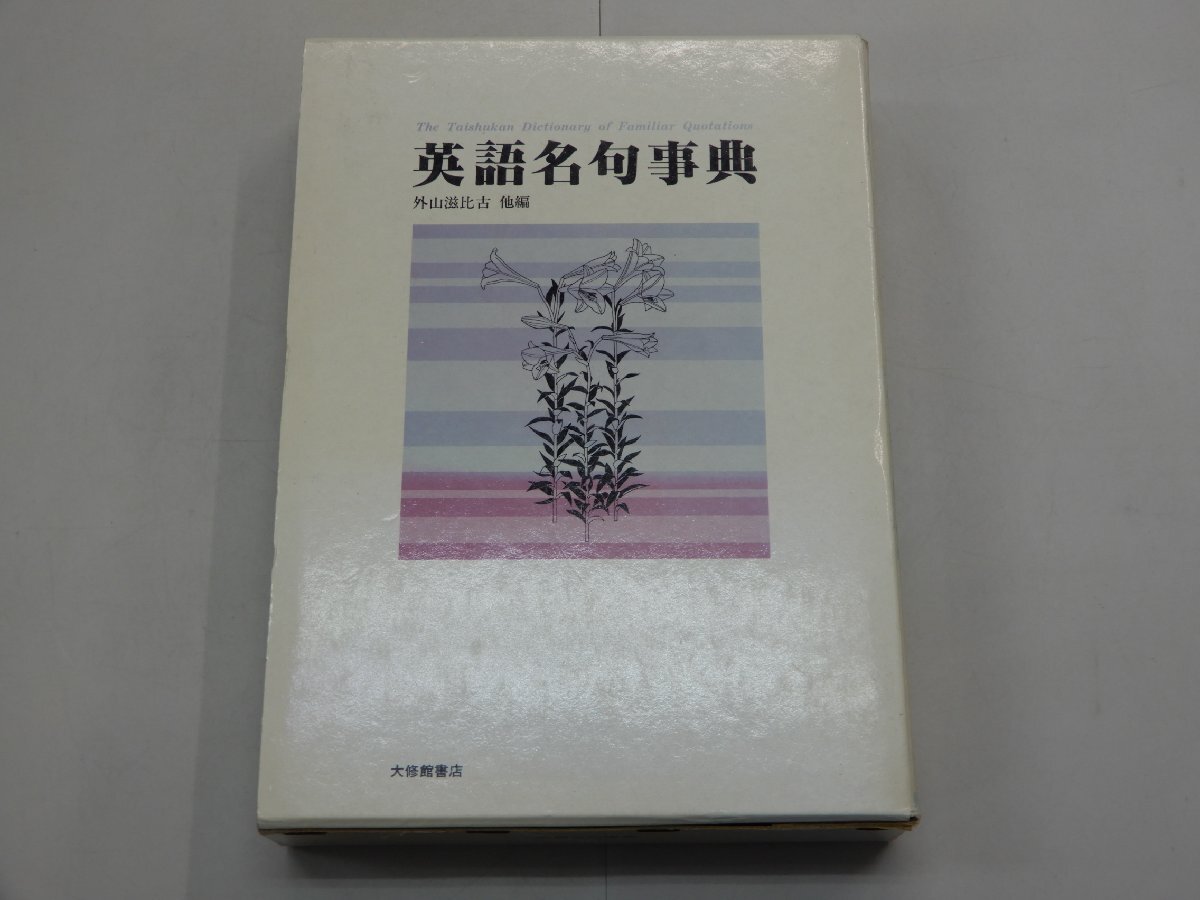 The Taishukan Dictionary of Familiar Quotations
英語名句事典
外山滋比古 他編
大修館書店